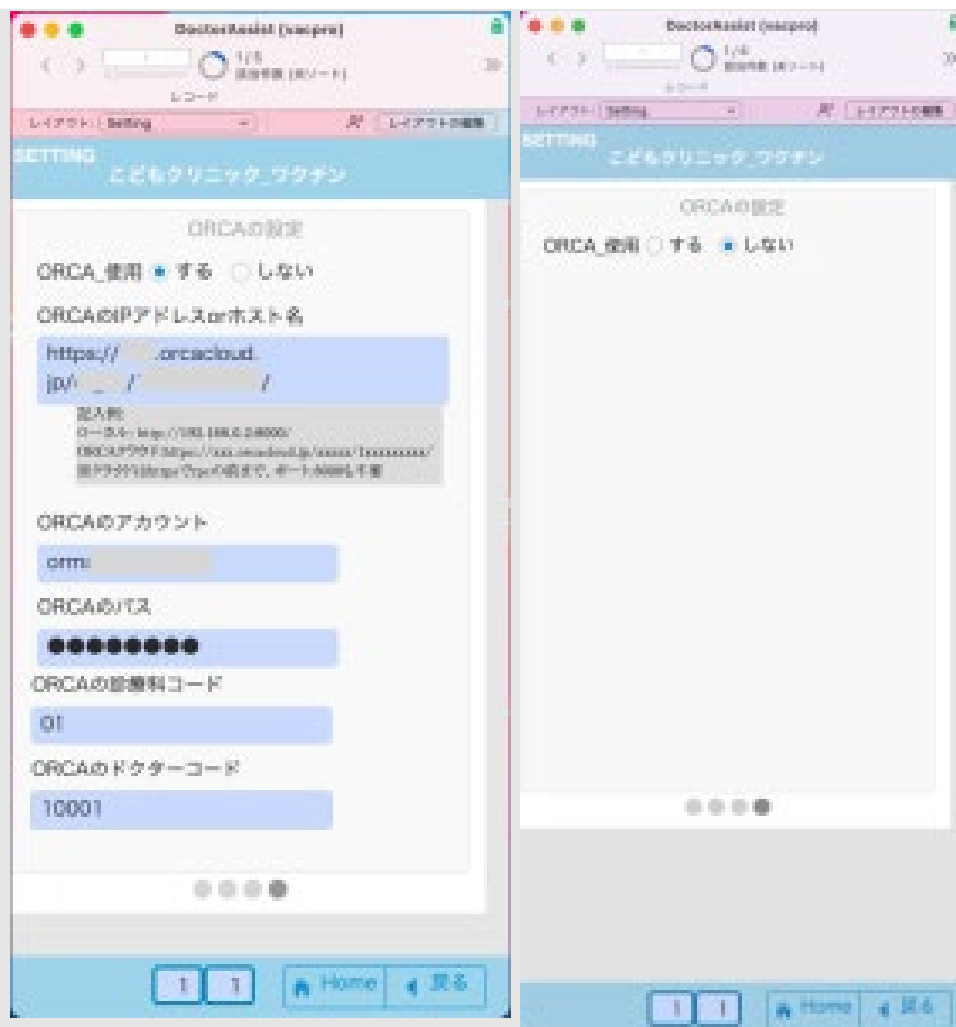 DoctorAssist (vacpro)
1/8
レコード
レイアウト: Setting
レイアウトの編集
SETTING
こどもクリニック_ワクチン
ORCAの設定
ORCA_使用 する しない
ORCAのIPアドレスorホスト名
https:// .orcacloud.
jp/ _ / /
記入例:
ORCAのアカウント
orm
ORCAのパス
●●●●●●●●
ORCAの診療科コード
01
ORCAのドクターコード
10001
1 1 Home 戻る
DoctorAssist (vacpro)
レコード
レイアウト: Setting
レイアウトの編集
SETTING
こどもクリニック_ワクチン
ORCAの設定
ORCA_使用 する しない
1 1 Home 戻る